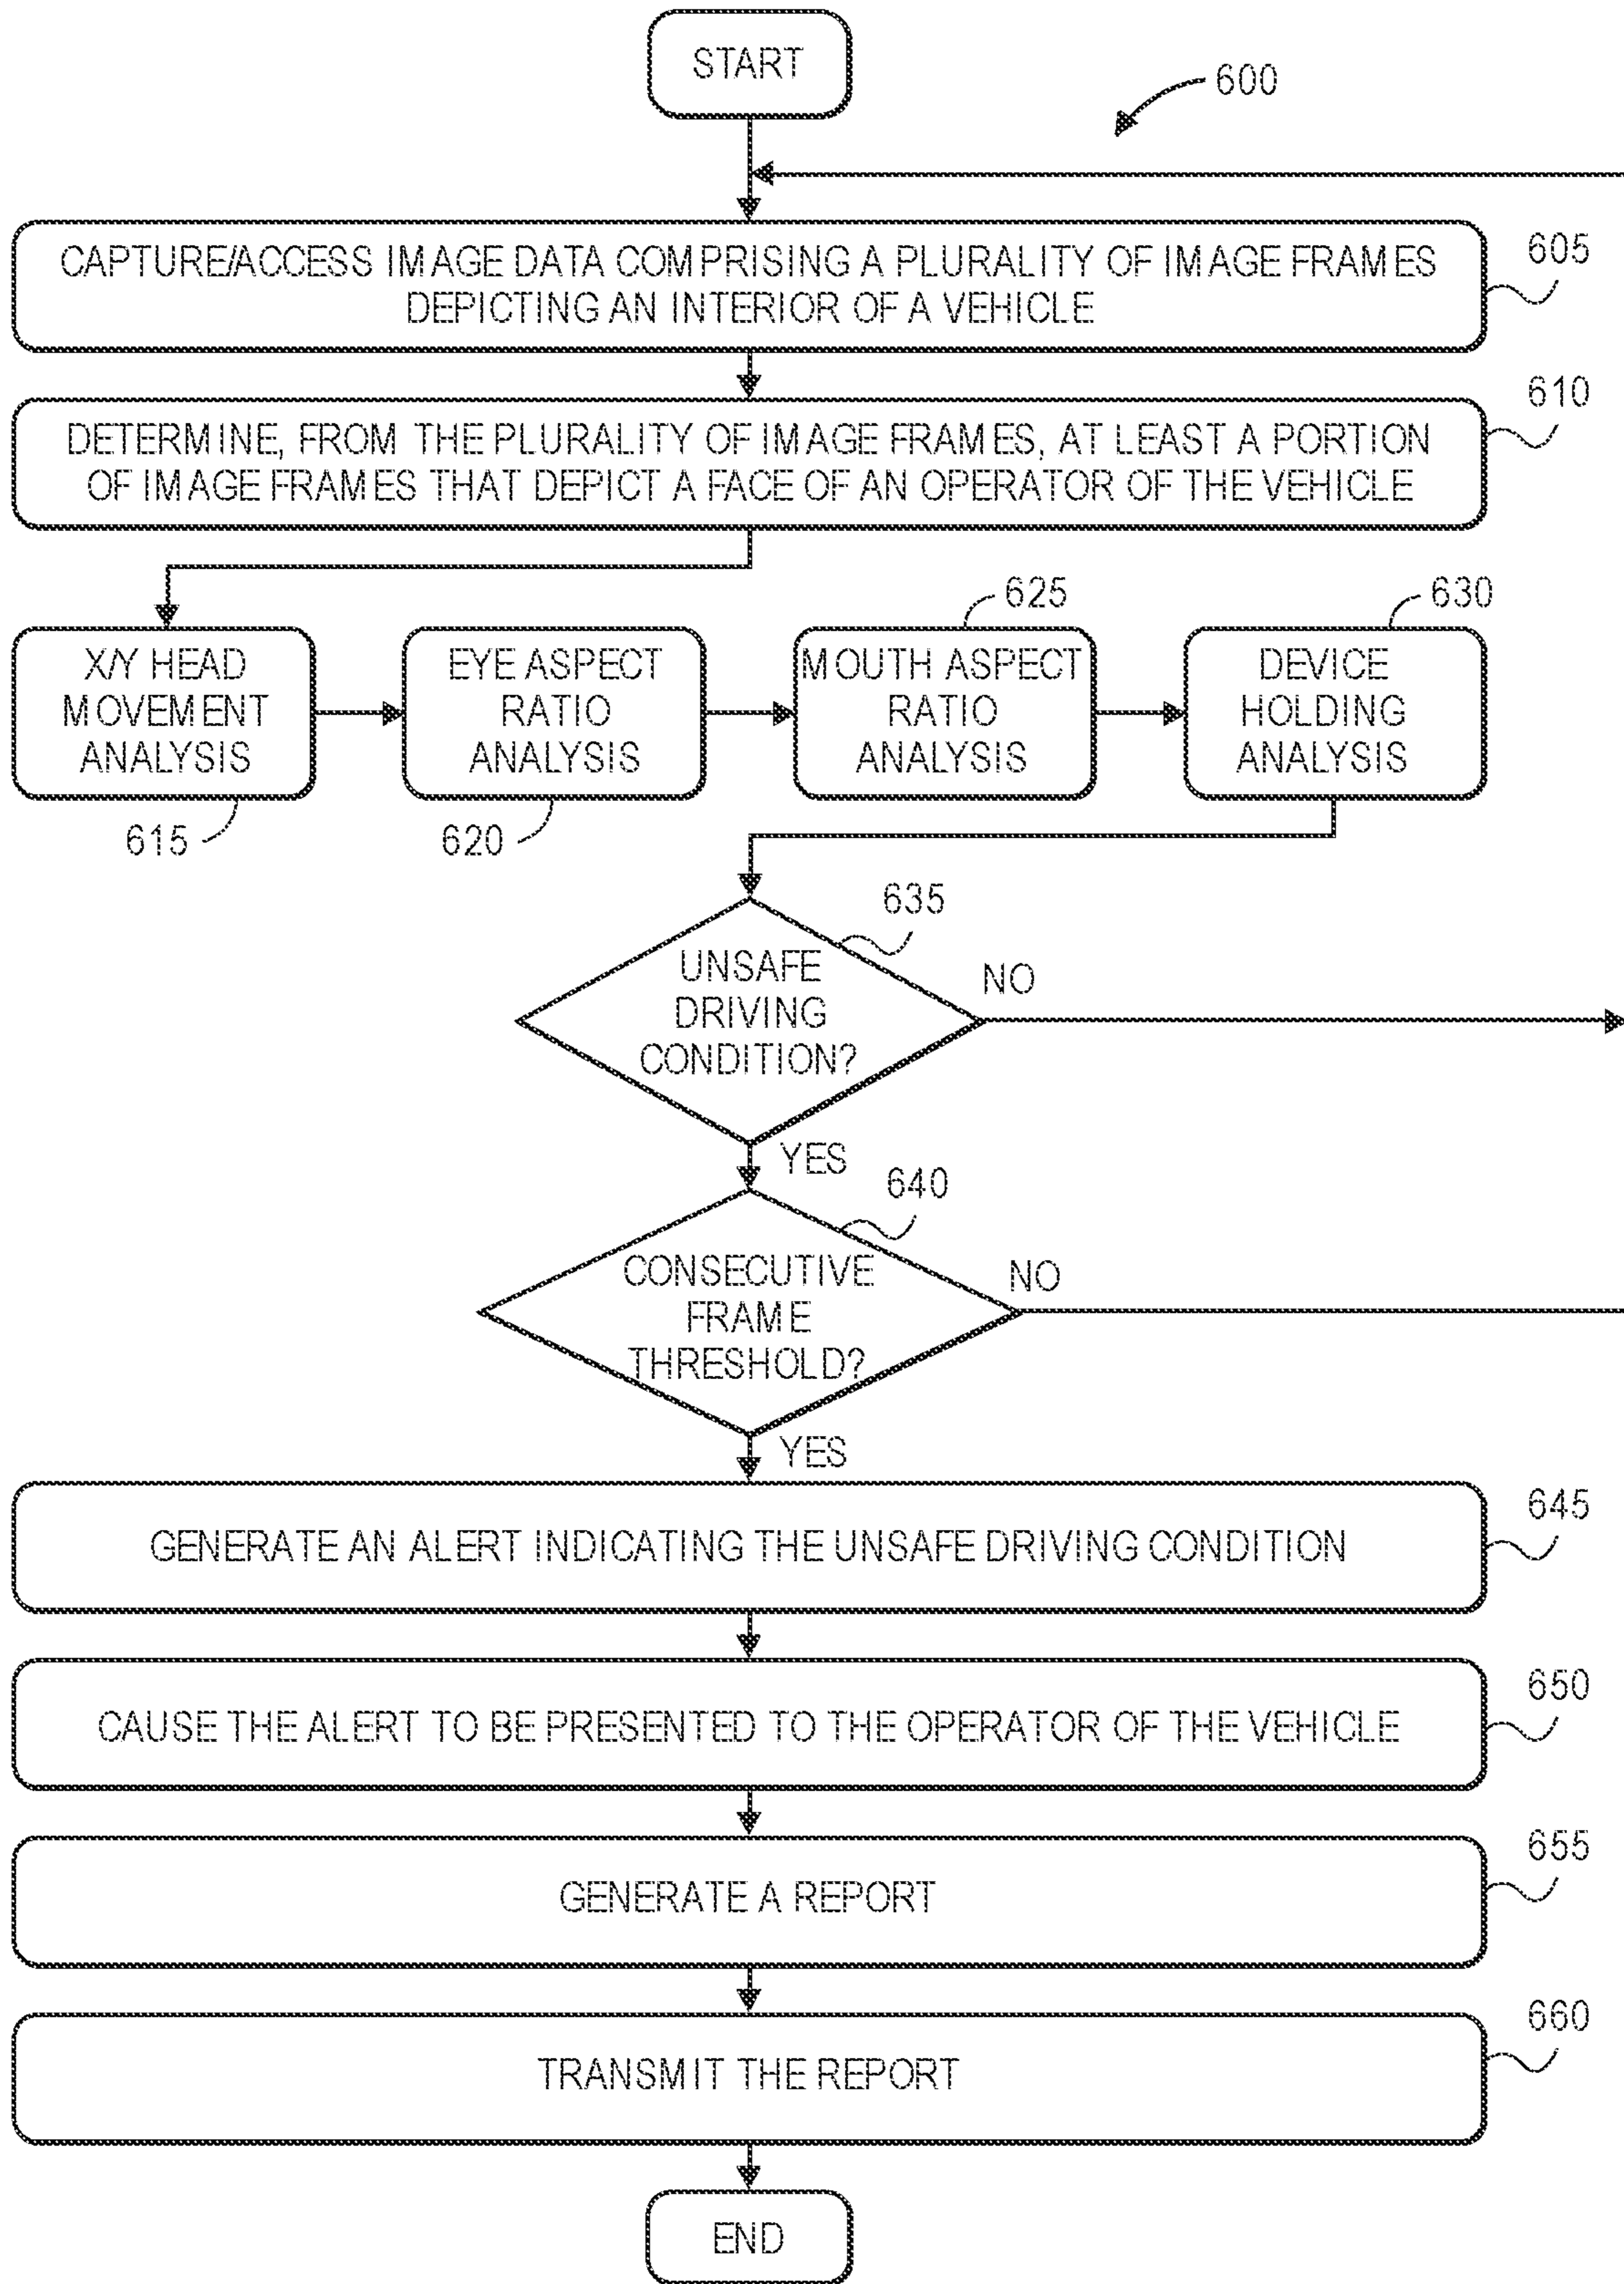 START
600
CAPTURE/ACCESS IMAGE DATA COMPRISING A PLURALITY OF IMAGE FRAMES
DEPICTING AN INTERIOR OF A VEHICLE
605
DETERMINE, FROM THE PLURALITY OF IMAGE FRAMES, AT LEAST A PORTION
OF IMAGE FRAMES THAT DEPICT A FACE OF AN OPERATOR OF THE VEHICLE
610
X/Y HEAD
MOVEMENT
ANALYSIS
615
EYE ASPECT
RATIO
ANALYSIS
620
625
MOUTH ASPECT
RATIO
ANALYSIS
630
DEVICE
HOLDING
ANALYSIS
635
UNSAFE
DRIVING
CONDITION?
NO
YES
640
CONSECUTIVE
FRAME
THRESHOLD?
NO
YES
645
GENERATE AN ALERT INDICATING THE UNSAFE DRIVING CONDITION
650
CAUSE THE ALERT TO BE PRESENTED TO THE OPERATOR OF THE VEHICLE
655
GENERATE A REPORT
660
TRANSMIT THE REPORT
END